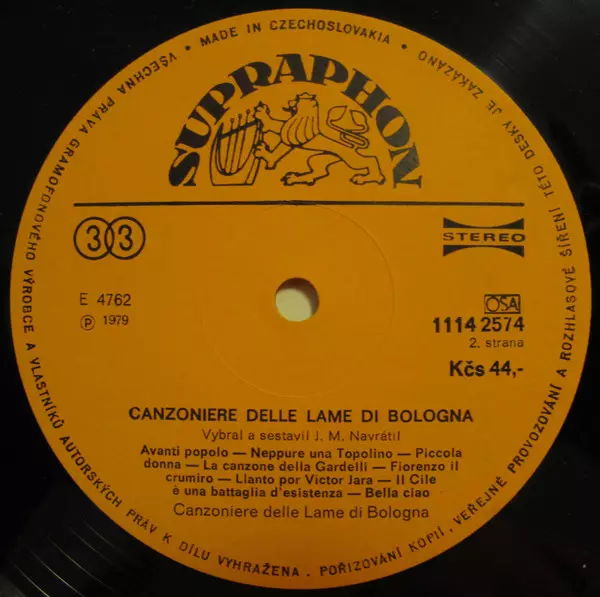 VŠECHNA PRÁVA GRAMOFONOVÉHO VÝROBCE A VLASTNÍKŮ AUTORSKÝCH PRÁV K DÍLU VYHRAŽENA. POŘIZOVÁNÍ KOPIÍ, VEŘEJNÉ PROVOZOVÁNÍ A ROZHLASOVÉ ŠÍŘENÍ TÉTO DESKY JE ZAKÁZÁNO • MADE IN CZECHOSLOVAKIA •
SUPRAPHON
33
STEREO
E 4762
℗ 1979
OSA
1114 2574
2. strana
Kčs 44,-
CANZONIERE DELLE LAME DI BOLOGNA
Vybral a sestavil J. M. Navrátil
Avanti popolo — Neppure una Topolino — Piccola
donna — La canzone della Gardelli — Fiorenzo il
crumiro — Llanto por Victor Jara — Il Cile
è una battaglia d'esistenza — Bella ciao
Canzoniere delle Lame di Bologna